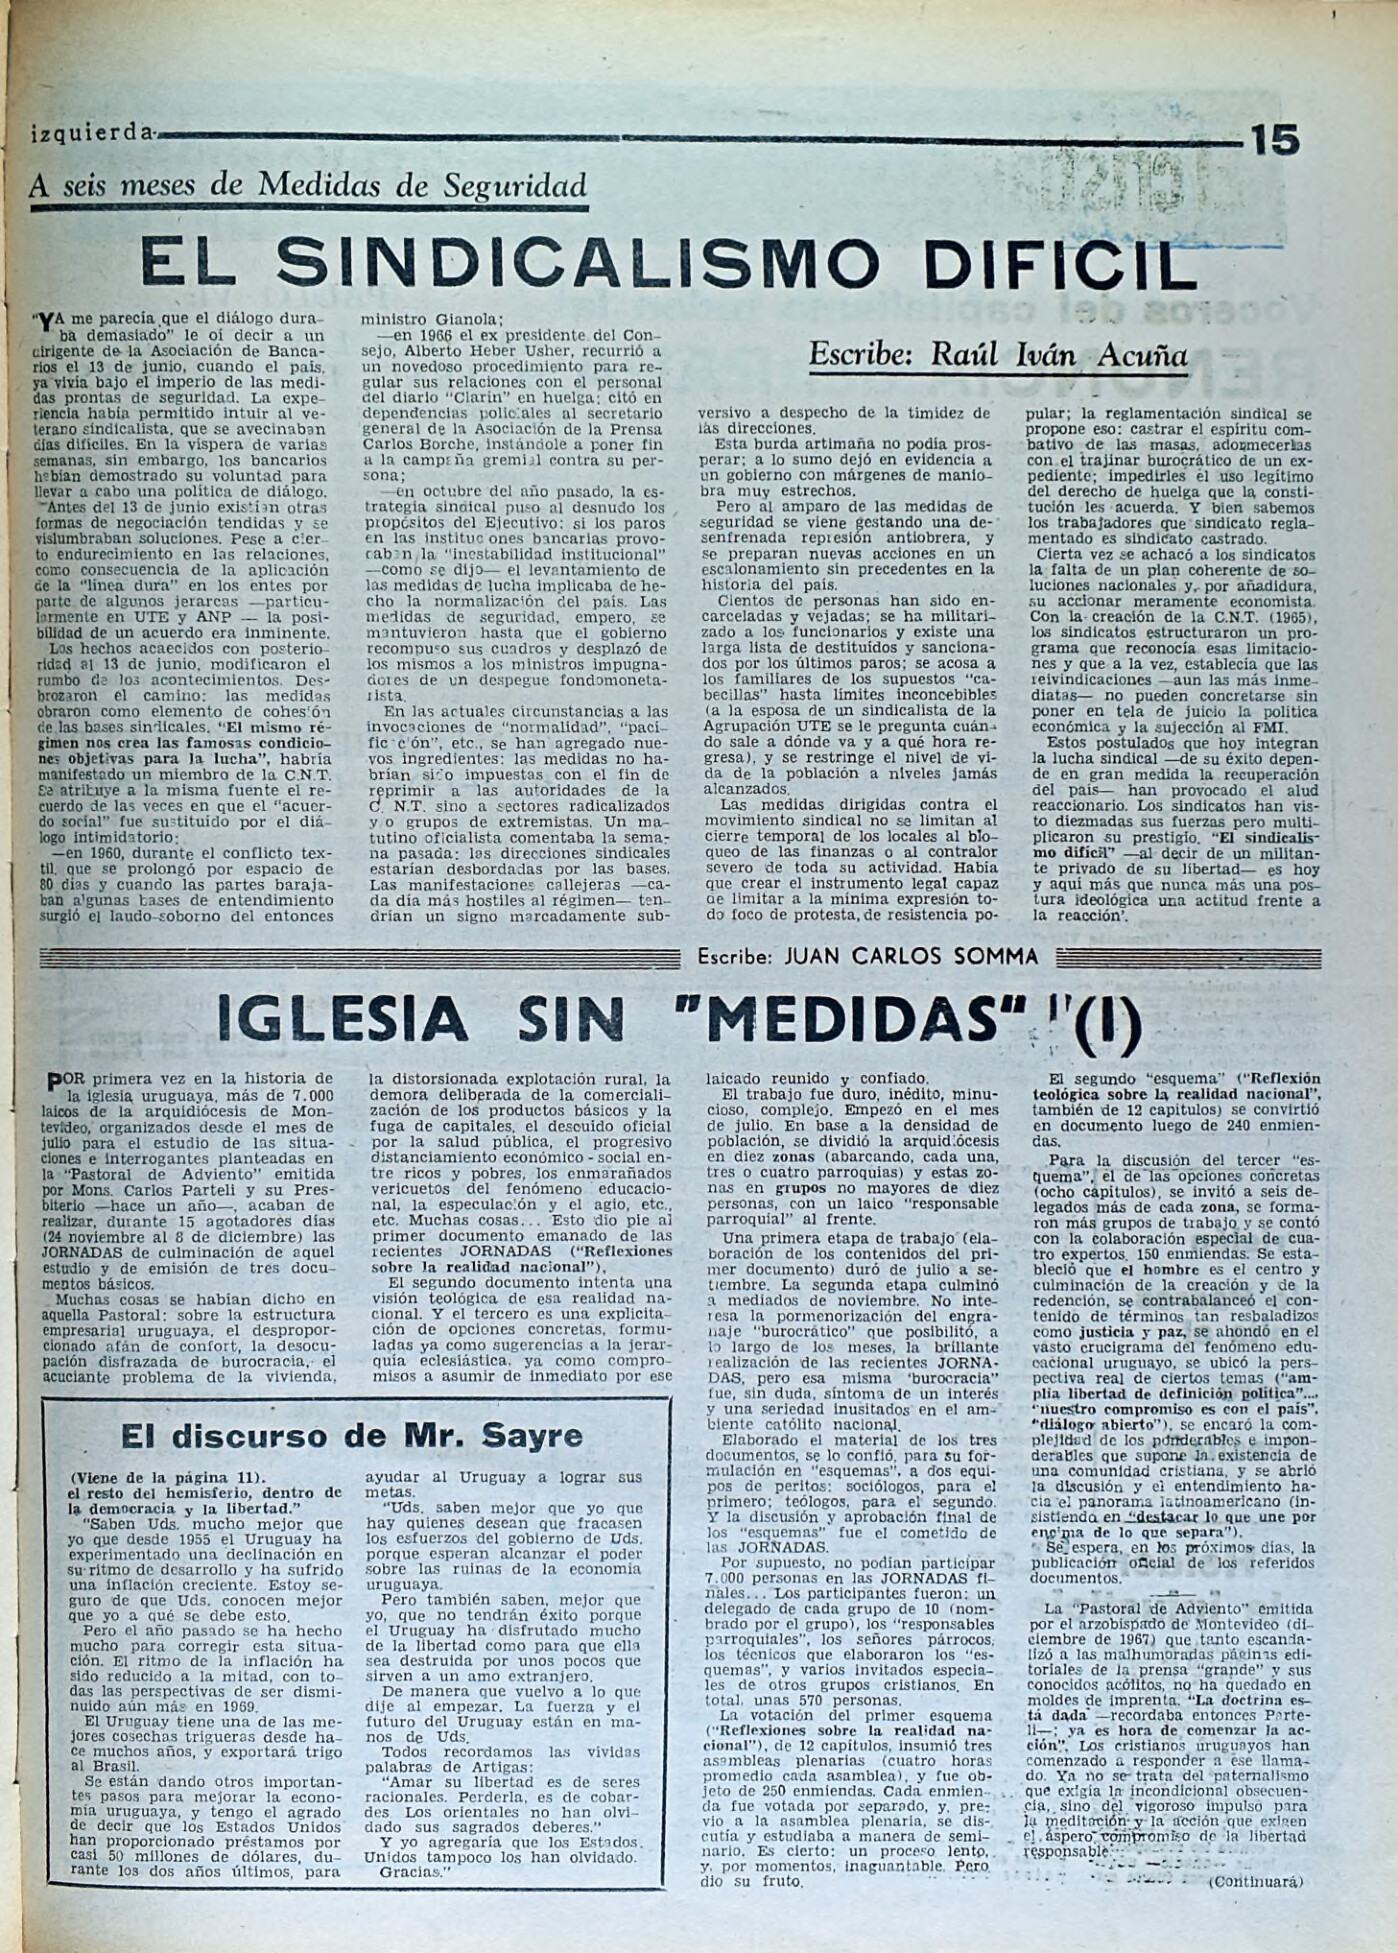 izquierda
15
A seis meses de Medidas de Seguridad
EL SINDICALISMO DIFICIL
Escribe: Raúl Iván Acuña
"YA me parecía que el diálogo dura-
ba demasiado" le oí decir a un
dirigente de la Asociación de Banca-
rios el 13 de junio, cuando el país,
ya vivía bajo el imperio de las medi-
das prontas de seguridad. La expe-
riencia había permitido intuir al ve-
terano sindicalista, que se avecinaban
días difíciles. En la víspera de varias
semanas, sin embargo, los bancarios
habían demostrado su voluntad para
llevar a cabo una política de diálogo.
Antes del 13 de junio existían otras
formas de negociación tendidas y se
vislumbraban soluciones. Pese a cier-
to endurecimiento en las relaciones,
como consecuencia de la aplicación
de la "línea dura" en los entes por
parte de algunos jerarcas —particu-
larmente en UTE y ANP — la posi-
bilidad de un acuerdo era inminente.
Los hechos acaecidos con posterio-
ridad al 13 de junio, modificaron el
rumbo de los acontecimientos. Des-
brozaron el camino: las medidas
obraron como elemento de cohesión
de las bases sindicales. "El mismo ré-
gimen nos crea las famosas condicio-
nes objetivas para la lucha", habría
manifestado un miembro de la C.N.T.
Se atribuye a la misma fuente el re-
cuerdo de las veces en que el "acuer-
do social" fue sustituido por el diá-
logo intimidatorio:
—en 1960, durante el conflicto tex-
til, que se prolongó por espacio de
80 días y cuando las partes baraja-
ban algunas bases de entendimiento
surgió el laudo-soborno del entonces
ministro Gianola;
—en 1966 el ex presidente del Con-
sejo, Alberto Heber Usher, recurrió a
un novedoso procedimiento para re-
gular sus relaciones con el personal
del diario "Clarín" en huelga: citó en
dependencias policiales al secretario
general de la Asociación de la Prensa
Carlos Borche, instándole a poner fin
a la campaña gremial contra su per-
sona;
—en octubre del año pasado, la es-
trategia sindical puso al desnudo los
propósitos del Ejecutivo: si los paros
en las instituciones bancarias provo-
caban la "inestabilidad institucional"
—como se dijo— el levantamiento de
las medidas de lucha implicaba de he-
cho la normalización del país. Las
medidas de seguridad, empero, se
mantuvieron hasta que el gobierno
recompuso sus cuadros y desplazó de
los mismos a los ministros impugna-
dores de un despegue fondomoneta-
rista.
En las actuales circunstancias a las
invocaciones de "normalidad", "paci-
ficación", etc., se han agregado nue-
vos ingredientes: las medidas no ha-
brían sido impuestas con el fin de
reprimir a las autoridades de la
C. N.T. sino a sectores radicalizados
y/o grupos de extremistas. Un ma-
tutino oficialista comentaba la sema-
na pasada: las direcciones sindicales
estarían desbordadas por las bases.
Las manifestaciones callejeras —ca-
da día más hostiles al régimen— ten-
drían un signo marcadamente sub-
versivo a despecho de la timidez de
las direcciones.
Esta burda artimaña no podía pros-
perar; a lo sumo dejó en evidencia a
un gobierno con márgenes de manio-
bra muy estrechos.
Pero al amparo de las medidas de
seguridad se viene gestando una de-
senfrenada represión antiobrera, y
se preparan nuevas acciones en un
escalonamiento sin precedentes en la
historia del país.
Cientos de personas han sido en-
carceladas y vejadas; se ha militari-
zado a los funcionarios y existe una
larga lista de destituídos y sanciona-
dos por los últimos paros; se acosa a
los familiares de los supuestos "ca-
becillas" hasta límites inconcebibles
(a la esposa de un sindicalista de la
Agrupación UTE se le pregunta cuán-
do sale a dónde va y a qué hora re-
gresa), y se restringe el nivel de vi-
da de la población a niveles jamás
alcanzados.
Las medidas dirigidas contra el
movimiento sindical no se limitan al
cierre temporal de los locales al blo-
queo de las finanzas o al contralor
severo de toda su actividad. Había
que crear el instrumento legal capaz
de limitar a la mínima expresión to-
do foco de protesta, de resistencia po-
pular; la reglamentación sindical se
propone eso: castrar el espíritu com-
bativo de las masas, adormecerlas
con el trajinar burocrático de un ex-
pediente; impedirles el uso legítimo
del derecho de huelga que la consti-
tución les acuerda. Y bien sabemos
los trabajadores que sindicato regla-
mentado es sindicato castrado.
Cierta vez se achacó a los sindicatos
la falta de un plan coherente de so-
luciones nacionales y, por añadidura,
su accionar meramente economista.
Con la creación de la C.N.T. (1965),
los sindicatos estructuraron un pro-
grama que reconocía esas limitacio-
nes y que a la vez, establecía que las
reivindicaciones —aun las más inme-
diatas— no pueden concretarse sin
poner en tela de juicio la política
económica y la sujección al FMI.
Estos postulados que hoy integran
la lucha sindical —de su éxito depen-
de en gran medida la recuperación
del país— han provocado el alud
reaccionario. Los sindicatos han vis-
to diezmadas sus fuerzas pero multi-
plicaron su prestigio. "El sindicalis-
mo difícil" —al decir de un militan-
te privado de su libertad— es hoy
y aquí más que nunca más una pos-
tura ideológica una actitud frente a
la reacción'.
Escribe: JUAN CARLOS SOMMA
IGLESIA SIN "MEDIDAS" (I)
POR primera vez en la historia de
la iglesia uruguaya, más de 7.000
laicos de la arquidiócesis de Mon-
tevideo, organizados desde el mes de
julio para el estudio de las situa-
ciones e interrogantes planteadas en
la "Pastoral de Adviento" emitida
por Mons. Carlos Parteli y su Pres-
biterio —hace un año—, acaban de
realizar, durante 15 agotadores días
(24 noviembre al 8 de diciembre) las
JORNADAS de culminación de aquel
estudio y de emisión de tres docu-
mentos básicos.
Muchas cosas se habían dicho en
aquella Pastoral: sobre la estructura
empresarial uruguaya, el despropor-
cionado afán de confort, la desocu-
pación disfrazada de burocracia, el
acuciante problema de la vivienda,
la distorsionada explotación rural, la
demora deliberada de la comerciali-
zación de los productos básicos y la
fuga de capitales, el descuido oficial
por la salud pública, el progresivo
distanciamiento económico - social en-
tre ricos y pobres, los enmarañados
vericuetos del fenómeno educacio-
nal, la especulación y el agio, etc.,
etc. Muchas cosas... Esto dio pie al
primer documento emanado de las
recientes JORNADAS ("Reflexiones
sobre la realidad nacional").
El segundo documento intenta una
visión teológica de esa realidad na-
cional. Y el tercero es una explicita-
ción de opciones concretas, formu-
ladas ya como sugerencias a la jerar-
quía eclesiástica, ya como compro-
misos a asumir de inmediato por ese
laicado reunido y confiado.
El trabajo fue duro, inédito, minu-
cioso, complejo. Empezó en el mes
de julio. En base a la densidad de
población, se dividió la arquidiócesis
en diez zonas (abarcando, cada una,
tres o cuatro parroquias) y estas zo-
nas en grupos no mayores de diez
personas, con un laico "responsable
parroquial" al frente.
Una primera etapa de trabajo (ela-
boración de los contenidos del pri-
mer documento) duró de julio a se-
tiembre. La segunda etapa culminó
a mediados de noviembre. No inte-
resa la pormenorización del engra-
naje "burocrático" que posibilitó, a
lo largo de los meses, la brillante
realización de las recientes JORNA-
DAS, pero esa misma 'burocracia"
fue, sin duda, síntoma de un interés
y una seriedad inusitados en el am-
biente católito nacional.
Elaborado el material de los tres
documentos, se lo confió, para su for-
mulación en "esquemas", a dos equi-
pos de peritos: sociólogos, para el
primero; teólogos, para el segundo.
Y la discusión y aprobación final de
los "esquemas" fue el cometido de
las JORNADAS.
Por supuesto, no podían participar
7.000 personas en las JORNADAS fi-
nales... Los participantes fueron: un
delegado de cada grupo de 10 (nom-
brado por el grupo), los "responsables
parroquiales", los señores párrocos,
los técnicos que elaboraron los "es-
quemas", y varios invitados especia-
les de otros grupos cristianos. En
total, unas 570 personas.
La votación del primer esquema
("Reflexiones sobre la realidad na-
cional"), de 12 capítulos, insumió tres
asambleas plenarias (cuatro horas
promedio cada asamblea), y fue ob-
jeto de 250 enmiendas. Cada enmien-
da fue votada por separado, y, pre-
vio a la asamblea plenaria, se dis-
cutía y estudiaba a manera de semi-
nario. Es cierto: un proceso lento,
y, por momentos, inaguantable. Pero
dio su fruto.
El segundo "esquema" ("Reflexión
teológica sobre la realidad nacional",
también de 12 capítulos) se convirtió
en documento luego de 240 enmien-
das.
Para la discusión del tercer "es-
quema", el de las opciones concretas
(ocho capítulos), se invitó a seis de-
legados más de cada zona, se forma-
ron más grupos de trabajo y se contó
con la colaboración especial de cua-
tro expertos. 150 enmiendas. Se esta-
bleció que el hombre es el centro y
culminación de la creación y de la
redención, se contrabalanceó el con-
tenido de términos tan resbaladizos
como justicia y paz, se ahondó en el
vasto crucigrama del fenómeno edu-
cacional uruguayo, se ubicó la pers-
pectiva real de ciertos temas ("am-
plia libertad de definición política"...,
"nuestro compromiso es con el país",
"diálogo abierto"), se encaró la com-
plejidad de los ponderables e impon-
derables que supone la existencia de
una comunidad cristiana, y se abrió
la discusión y el entendimiento ha-
cia el panorama latinoamericano (in-
sistiendo en "destacar lo que une por
encima de lo que separa").
Se espera, en los próximos días, la
publicación oficial de los referidos
documentos.
La "Pastoral de Adviento" emitida
por el arzobispado de Montevideo (di-
ciembre de 1967) que tanto escanda-
lizó a las malhumoradas páginas edi-
toriales de la prensa "grande" y sus
conocidos acólitos, no ha quedado en
moldes de imprenta. "La doctrina es-
tá dada —recordaba entonces Parte-
li—; ya es hora de comenzar la ac-
ción". Los cristianos uruguayos han
comenzado a responder a ese llama-
do. Ya no se trata del paternalismo
que exigía la incondicional obsecuen-
cia, sino del vigoroso impulso para
la meditación y la acción que exigen
el áspero compromiso de la libertad
responsable.
(Continuará)
El discurso de Mr. Sayre
(Viene de la página 11).
el resto del hemisferio, dentro de
la democracia y la libertad."
"Saben Uds. mucho mejor que
yo que desde 1955 el Uruguay ha
experimentado una declinación en
su ritmo de desarrollo y ha sufrido
una inflación creciente. Estoy se-
guro de que Uds. conocen mejor
que yo a qué se debe esto.
Pero el año pasado se ha hecho
mucho para corregir esta situa-
ción. El ritmo de la inflación ha
sido reducido a la mitad, con to-
das las perspectivas de ser dismi-
nuído aún más en 1969.
El Uruguay tiene una de las me-
jores cosechas trigueras desde ha-
ce muchos años, y exportará trigo
al Brasil.
Se están dando otros importan-
tes pasos para mejorar la econo-
mía uruguaya, y tengo el agrado
de decir que los Estados Unidos
han proporcionado préstamos por
casi 50 millones de dólares, du-
rante los dos años últimos, para
ayudar al Uruguay a lograr sus
metas.
"Uds. saben mejor que yo que
hay quienes desean que fracasen
los esfuerzos del gobierno de Uds.
porque esperan alcanzar el poder
sobre las ruinas de la economía
uruguaya.
Pero también saben, mejor que
yo, que no tendrán éxito porque
el Uruguay ha disfrutado mucho
de la libertad como para que ella
sea destruida por unos pocos que
sirven a un amo extranjero.
De manera que vuelvo a lo que
dije al empezar. La fuerza y el
futuro del Uruguay están en ma-
nos de Uds.
Todos recordamos las vívidas
palabras de Artigas:
"Amar su libertad es de seres
racionales. Perderla, es de cobar-
des. Los orientales no han olvi-
dado sus sagrados deberes."
Y yo agregaría que los Estados
Unidos tampoco los han olvidado.
Gracias."